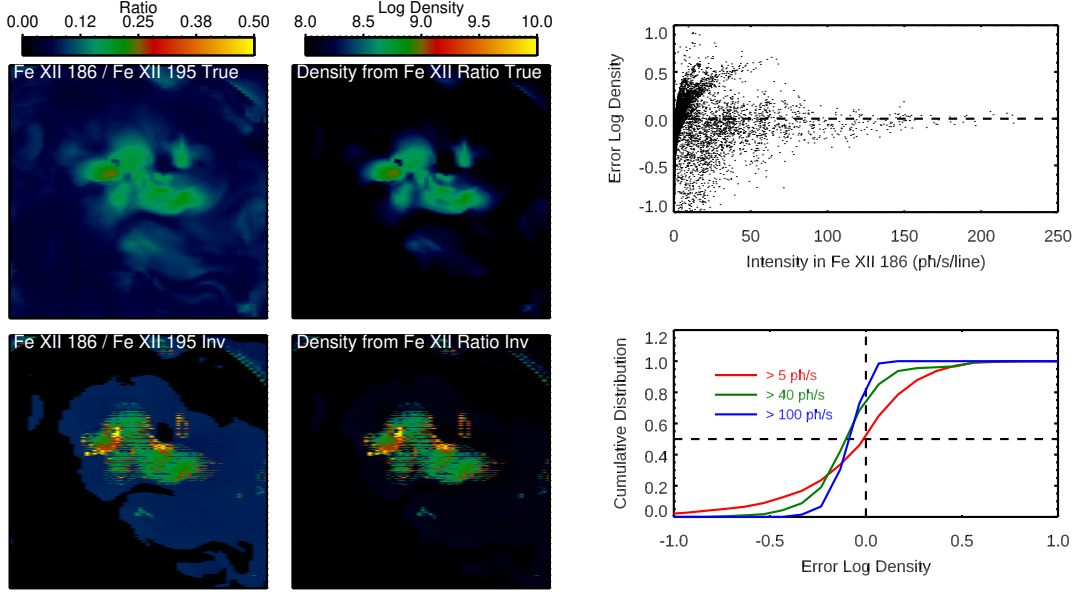 Ratio
0.00 0.12 0.25 0.38 0.50
Fe XII 186 / Fe XII 195 True
Log Density
8.0 8.5 9.0 9.5 10.0
Density from Fe XII Ratio True
Fe XII 186 / Fe XII 195 Inv
Density from Fe XII Ratio Inv
1.0
0.5
0.0
-0.5
-1.0
Error Log Density
0 50 100 150 200 250
Intensity in Fe XII 186 (ph/s/line)
1.2
1.0
0.8
0.6
0.4
0.2
0.0
Cumulative Distribution
> 5 ph/s
> 40 ph/s
> 100 ph/s
-1.0 -0.5 0.0 0.5 1.0
Error Log Density